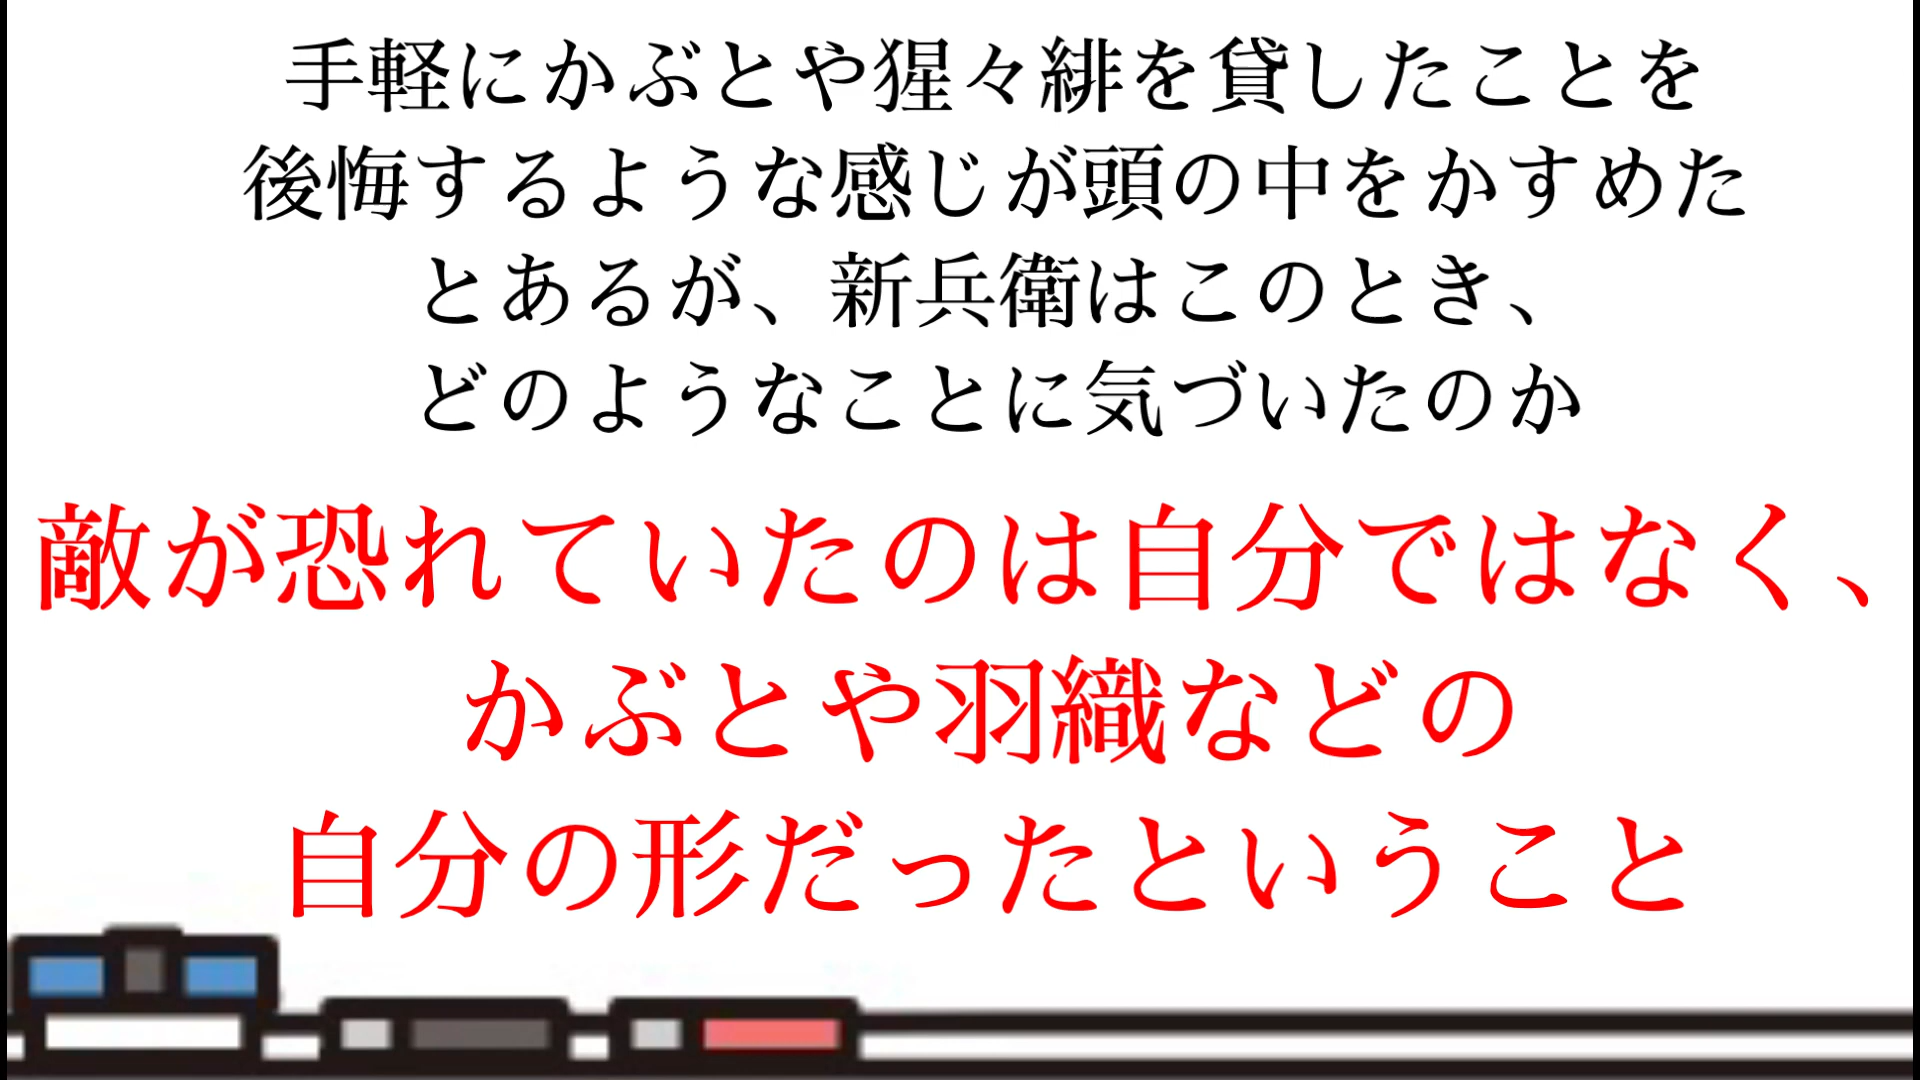 手軽にかぶとや猩々緋を貸したことを
後悔するような感じが頭の中をかすめた
とあるが、新兵衛はこのとき、
どのようなことに気づいたのか
敵が恐れていたのは自分ではなく、
かぶとや羽織などの
自分の形だったということ